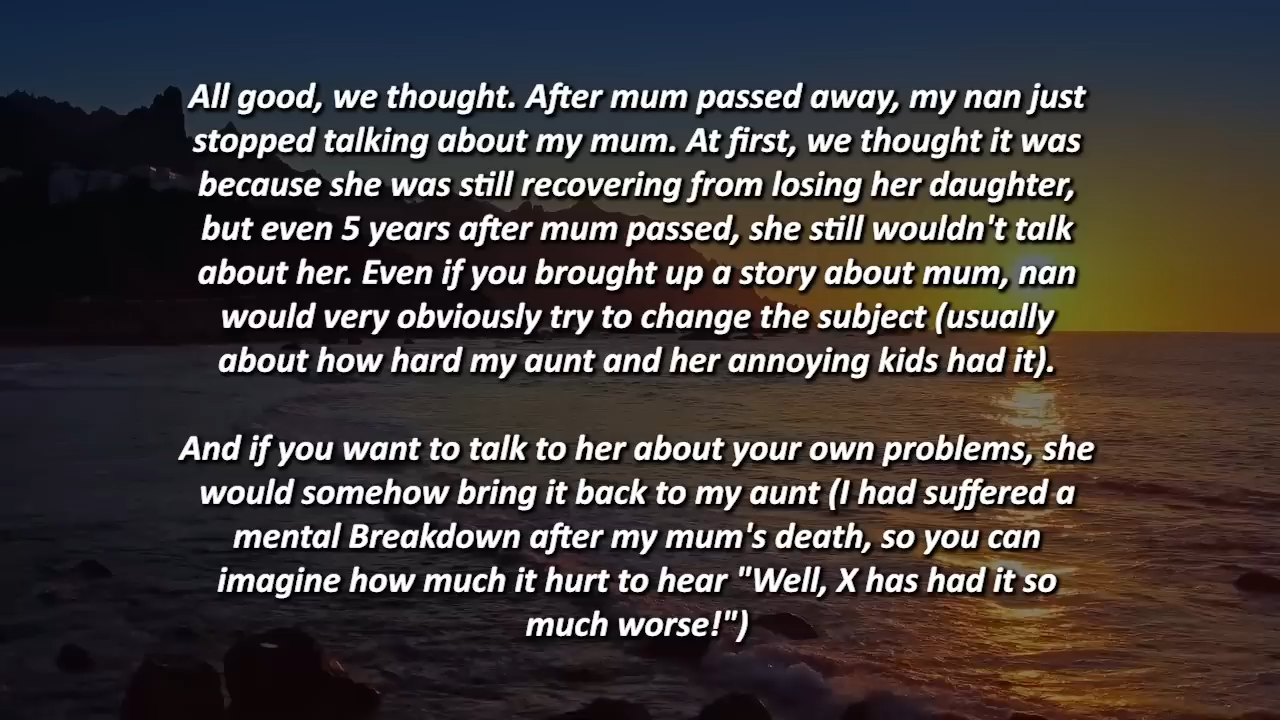 All good, we thought. After mum passed away, my nan just
stopped talking about my mum. At first, we thought it was
because she was still recovering from losing her daughter,
but even 5 years after mum passed, she still wouldn't talk
about her. Even if you brought up a story about mum, nan
would very obviously try to change the subject (usually
about how hard my aunt and her annoying kids had it).
And if you want to talk to her about your own problems, she
would somehow bring it back to my aunt (I had suffered a
mental Breakdown after my mum's death, so you can
imagine how much it hurt to hear "Well, X has had it so
much worse!")